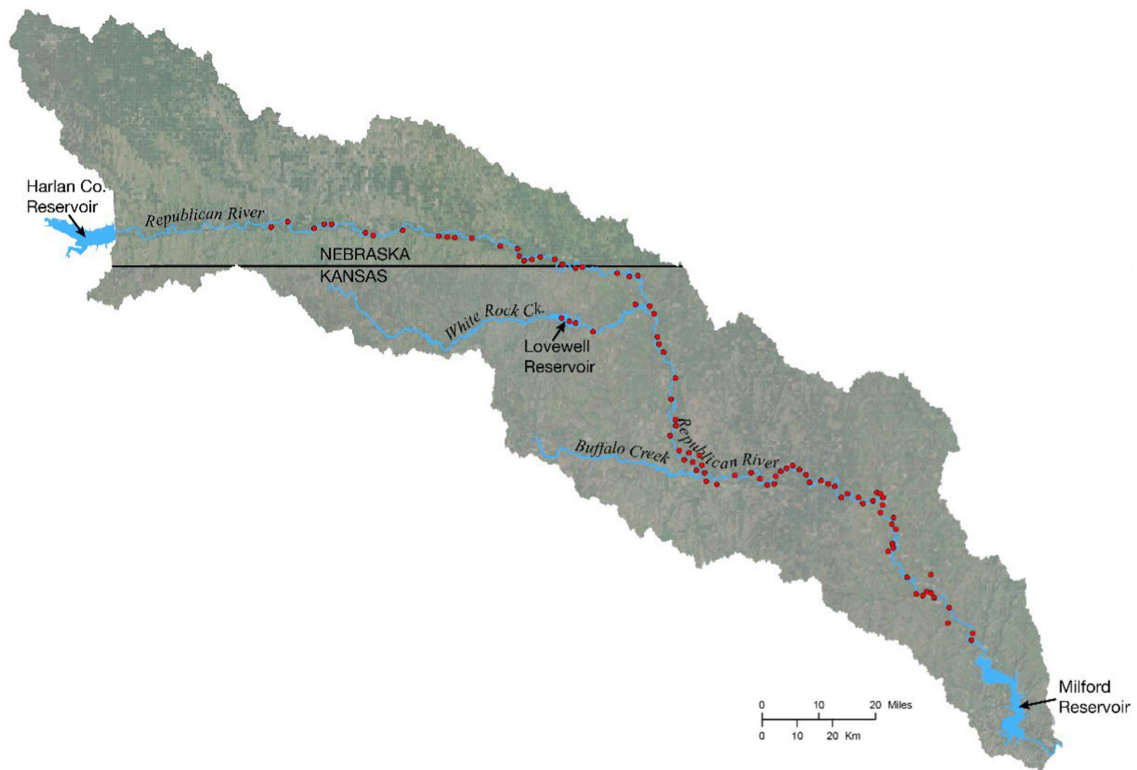 Harlan Co.
Reservoir
Republican River
NEBRASKA
KANSAS
White Rock Ck.
Lovewell
Reservoir
Republican River
Buffalo Creek
Milford
Reservoir
0 10 20 Miles
0 10 20 Km